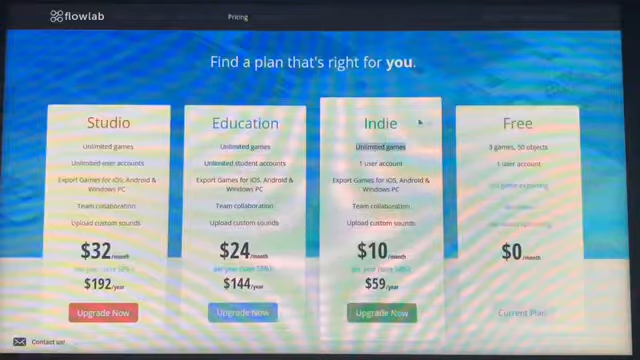 flowlab
Pricing
Find a plan that's right for you.
Studio
Unlimited games
Unlimited user accounts
Export Games for iOS, Android &
Windows PC
Team collaboration
Upload custom sounds
$32 /month
$192 /year
Upgrade Now
Education
Unlimited games
Unlimited student accounts
Export Games for iOS, Android &
Windows PC
Team collaboration
Upload custom sounds
$24 /month
per year (save 50%)
$144 /year
Upgrade Now
Indie
Unlimited games
1 user account
Export Games for iOS, Android &
Windows PC
Team collaboration
Upload custom sounds
$10 /month
$59 /year
Upgrade Now
Free
3 games, 50 objects
1 user account
$0 /month
Current Plan
Contact us!